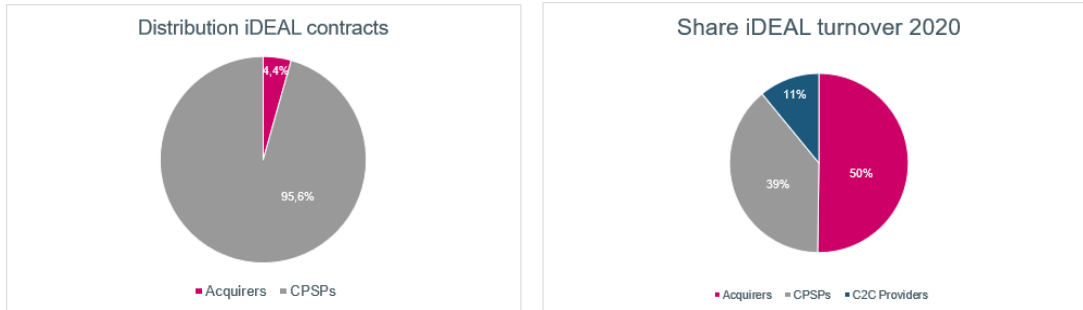 Distribution iDEAL contracts
4,4%
95,6%
Acquirers CPSPs
Share iDEAL turnover 2020
11%
39%
50%
Acquirers CPSPs C2C Providers